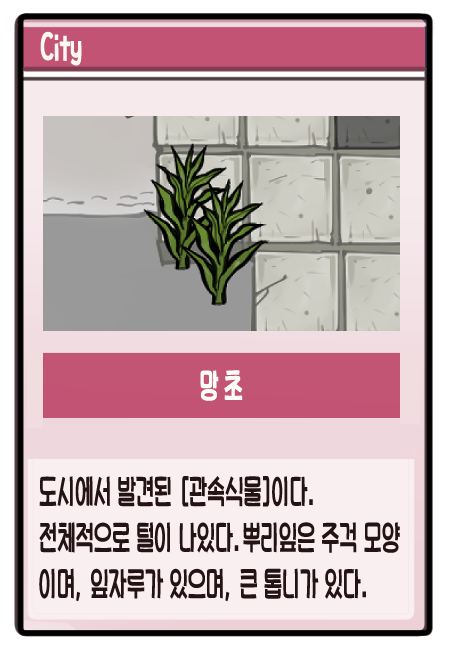 City
망초
도시에서 발견된 [관속식물]이다.
전체적으로 털이 나있다. 뿌리잎은 주걱 모양
이며, 잎자루가 있으며, 큰 톱니가 있다.